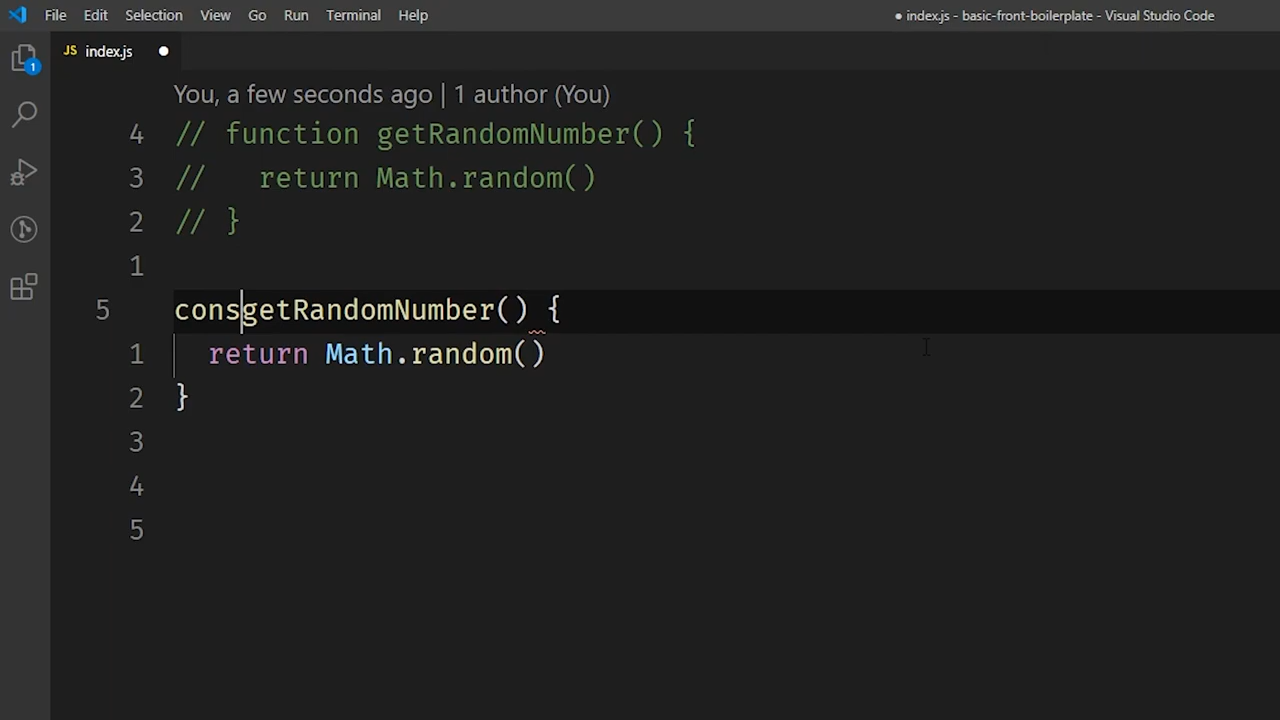 File Edit Selection View Go Run Terminal Help
● index.js - basic-front-boilerplate - Visual Studio Code
JS index.js ●
1
You, a few seconds ago | 1 author (You)
4 // function getRandomNumber() {
3 //   return Math.random()
2 // }
1
5 consgetRandomNumber() {
1   return Math.random()
2 }
3
4
5